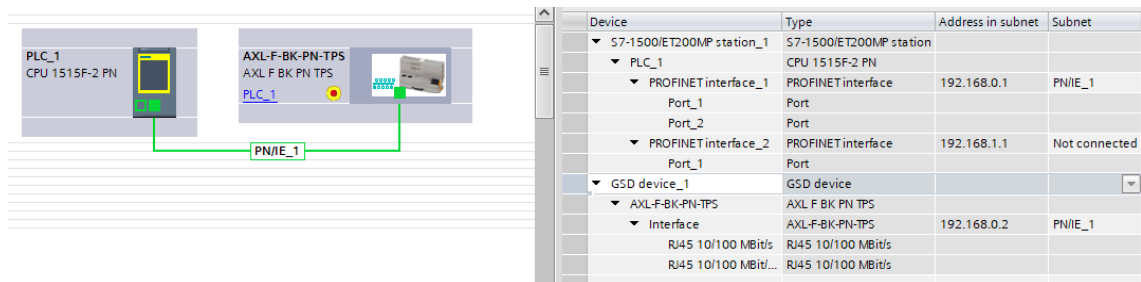 PLC_1
CPU 1515F-2 PN
AXL-F-BK-PN-TPS
AXL F BK PN TPS
PLC_1
PN/IE_1
Device Type Address in subnet Subnet
S7-1500/ET200MP station_1 S7-1500/ET200MP station
PLC_1 CPU 1515F-2 PN
PROFINET interface_1 PROFINET interface 192.168.0.1 PN/IE_1
Port_1 Port
Port_2 Port
PROFINET interface_2 PROFINET interface 192.168.1.1 Not connected
Port_1 Port
GSD device_1 GSD device
AXL-F-BK-PN-TPS AXL F BK PN TPS
Interface AXL-F-BK-PN-TPS 192.168.0.2 PN/IE_1
RJ45 10/100 MBit/s RJ45 10/100 MBit/s
RJ45 10/100 MBit/... RJ45 10/100 MBit/s